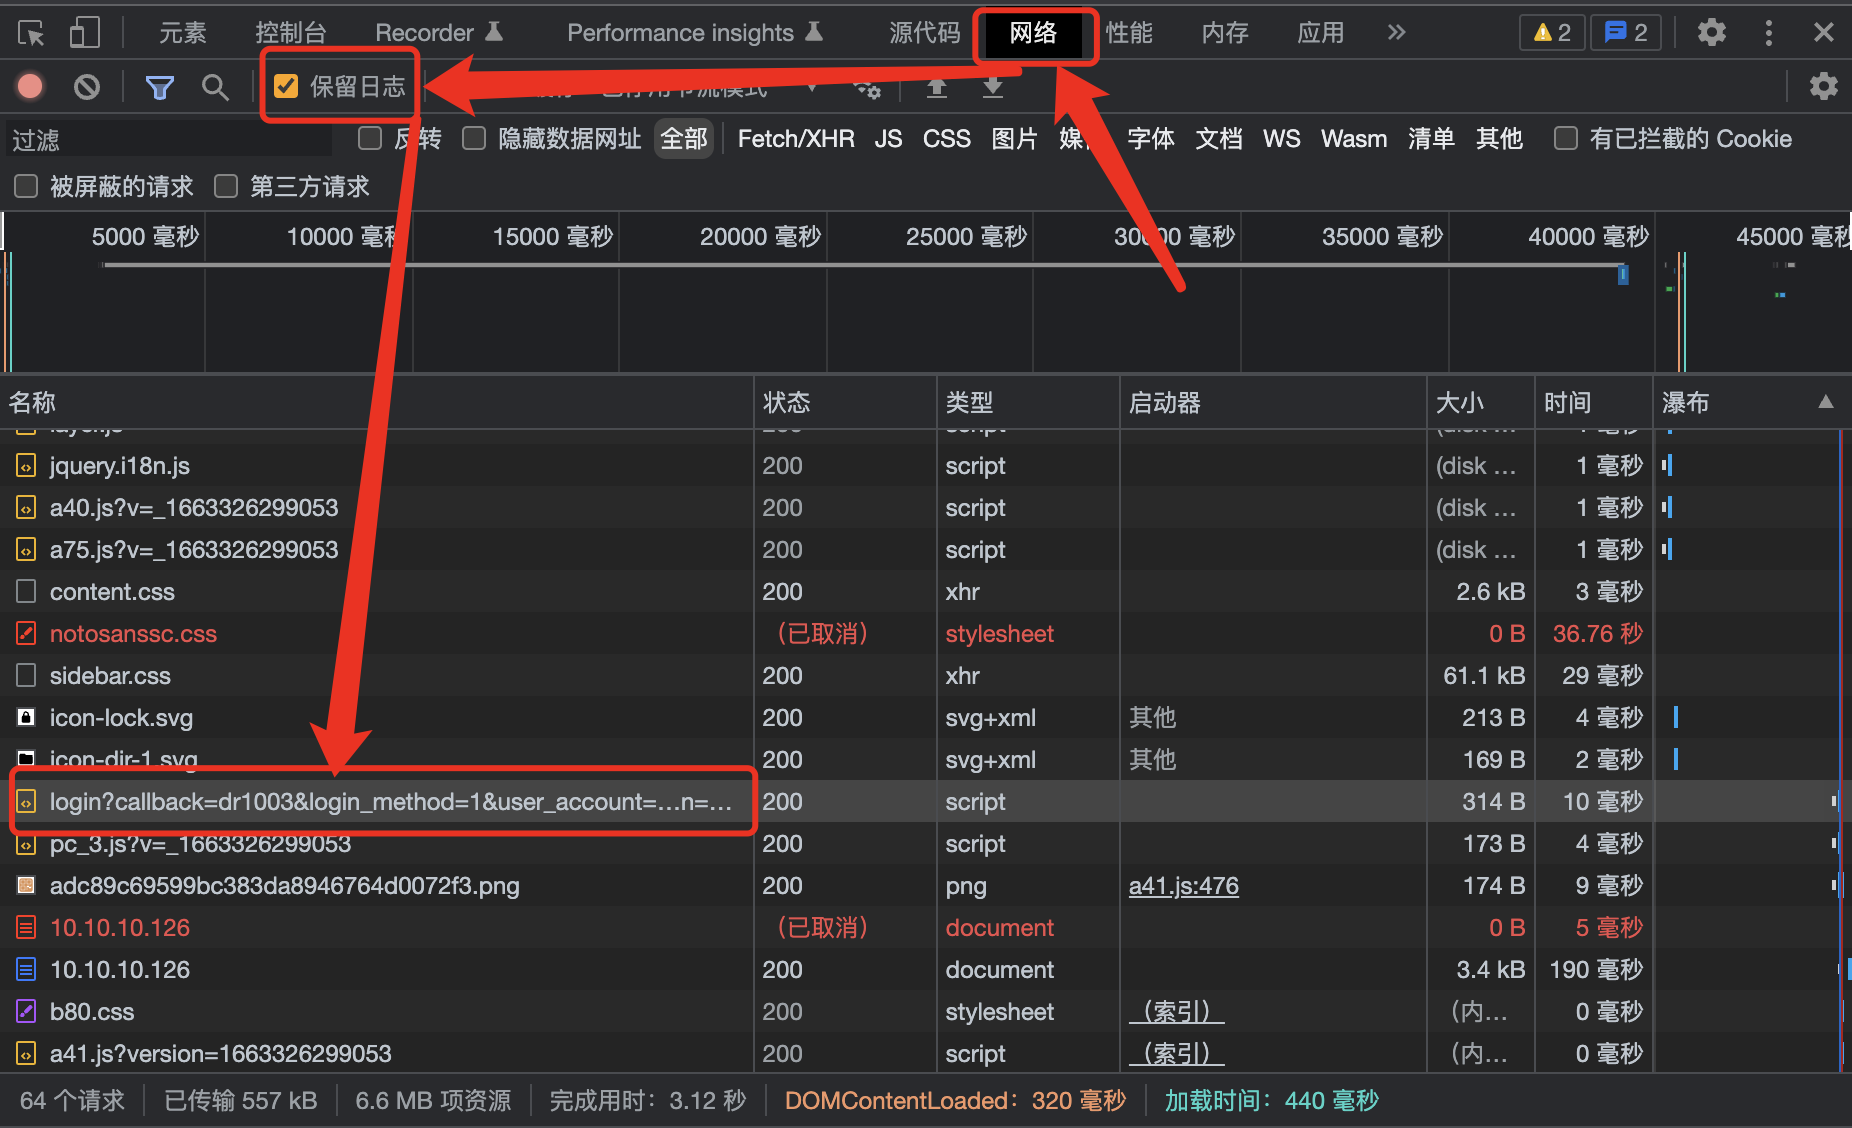 元素 控制台 Recorder Performance insights 源代码 网络 性能 内存 应用 » 2 2
保留日志
过滤 反转 隐藏数据网址 全部 Fetch/XHR JS CSS 图片 字体 文档 WS Wasm 清单 其他 有已拦截的 Cookie
被屏蔽的请求 第三方请求
5000 毫秒 10000 毫秒 15000 毫秒 20000 毫秒 25000 毫秒 30000 毫秒 35000 毫秒 40000 毫秒 45000 毫秒
名称 状态 类型 启动器 大小 时间 瀑布
jquery.i18n.js 200 script (disk ... 1 毫秒
a40.js?v=_1663326299053 200 script (disk ... 1 毫秒
a75.js?v=_1663326299053 200 script (disk ... 1 毫秒
content.css 200 xhr 2.6 kB 3 毫秒
notosanssc.css （已取消） stylesheet 0 B 36.76 秒
sidebar.css 200 xhr 61.1 kB 29 毫秒
icon-lock.svg 200 svg+xml 其他 213 B 4 毫秒
icon-dir-1.svg 200 svg+xml 其他 169 B 2 毫秒
login?callback=dr1003&login_method=1&user_account=...n=... 200 script 314 B 10 毫秒
pc_3.js?v=_1663326299053 200 script 173 B 4 毫秒
adc89c69599bc383da8946764d0072f3.png 200 png a41.js:476 174 B 9 毫秒
10.10.10.126 （已取消） document 0 B 5 毫秒
10.10.10.126 200 document 3.4 kB 190 毫秒
b80.css 200 stylesheet （索引） （内... 0 毫秒
a41.js?version=1663326299053 200 script （索引） （内... 0 毫秒
64 个请求 已传输 557 kB 6.6 MB 项资源 完成用时：3.12 秒 DOMContentLoaded：320 毫秒 加载时间：440 毫秒